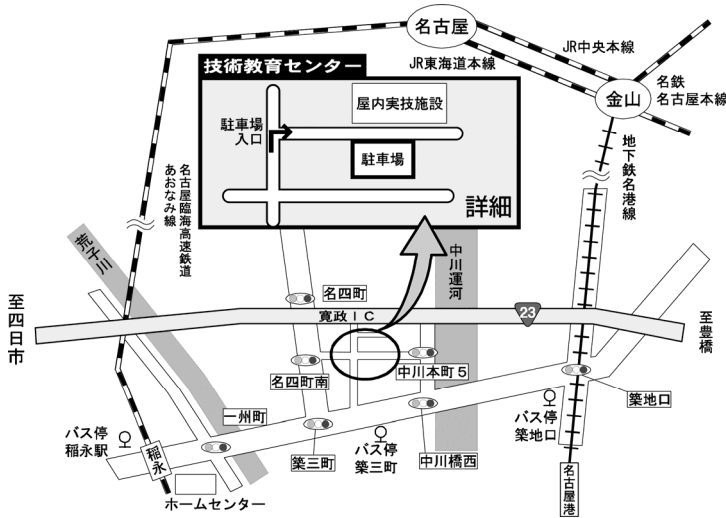 名古屋
JR中央本線
JR東海道本線
金山
名鉄
名古屋本線
技術教育センター
屋内実技施設
駐車場
入口
駐車場
詳細
地下鉄名港線
名古屋臨海高速鉄道
あおなみ線
荒子川
中川運河
名四町
寛政IC
23
至四日市
至豊橋
名四町南
中川本町5
築地口
一州町
バス停
築地口
バス停
稲永駅
稲永
築三町
バス停
築三町
中川橋西
名古屋港
ホームセンター